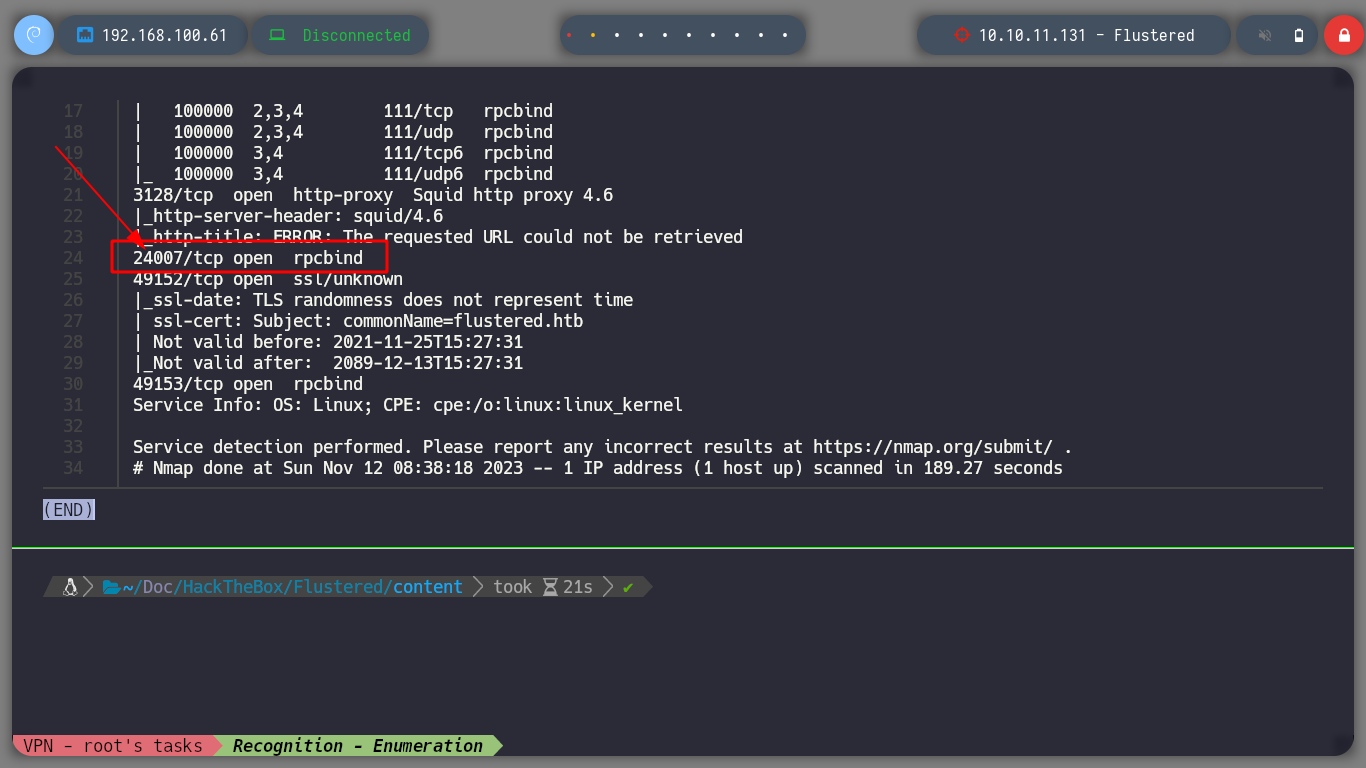 192.168.100.61 Disconnected 10.10.11.131 - Flustered
17 | 100000 2,3,4 111/tcp rpcbind
18 | 100000 2,3,4 111/udp rpcbind
19 | 100000 3,4 111/tcp6 rpcbind
20 |_ 100000 3,4 111/udp6 rpcbind
21 3128/tcp open http-proxy Squid http proxy 4.6
22 |_http-server-header: squid/4.6
23 |_http-title: ERROR: The requested URL could not be retrieved
24 24007/tcp open rpcbind
25 49152/tcp open ssl/unknown
26 |_ssl-date: TLS randomness does not represent time
27 | ssl-cert: Subject: commonName=flustered.htb
28 | Not valid before: 2021-11-25T15:27:31
29 |_Not valid after: 2089-12-13T15:27:31
30 49153/tcp open rpcbind
31 Service Info: OS: Linux; CPE: cpe:/o:linux:linux_kernel
32
33 Service detection performed. Please report any incorrect results at https://nmap.org/submit/ .
34 # Nmap done at Sun Nov 12 08:38:18 2023 -- 1 IP address (1 host up) scanned in 189.27 seconds
(END)
~/Doc/HackTheBox/Flustered/content took 21s ✔
VPN - root's tasks Recognition - Enumeration